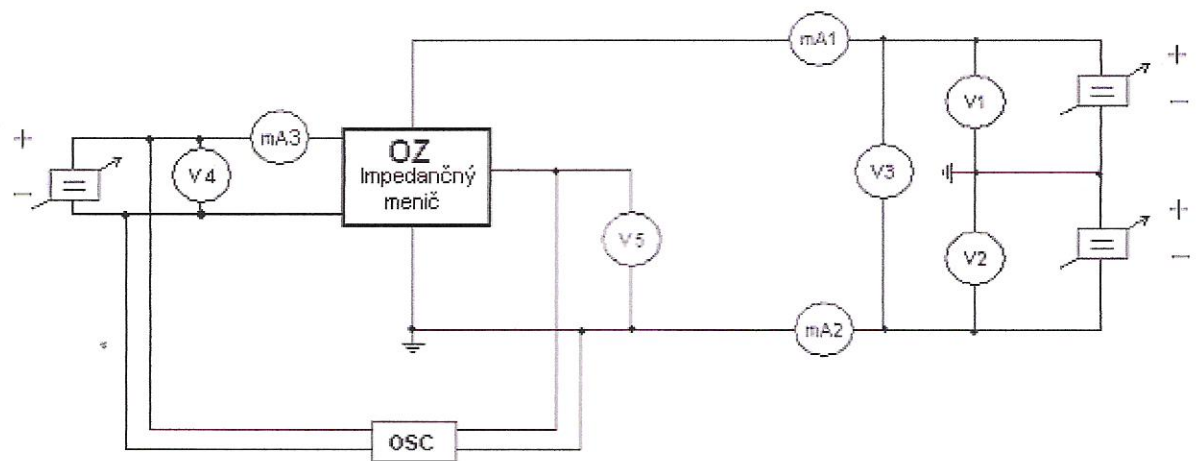 mA1
+
V1
−
+
mA3
OZ
V4
Impedančný
menič
V3
−
+
V5
V2
−
mA2
OSC